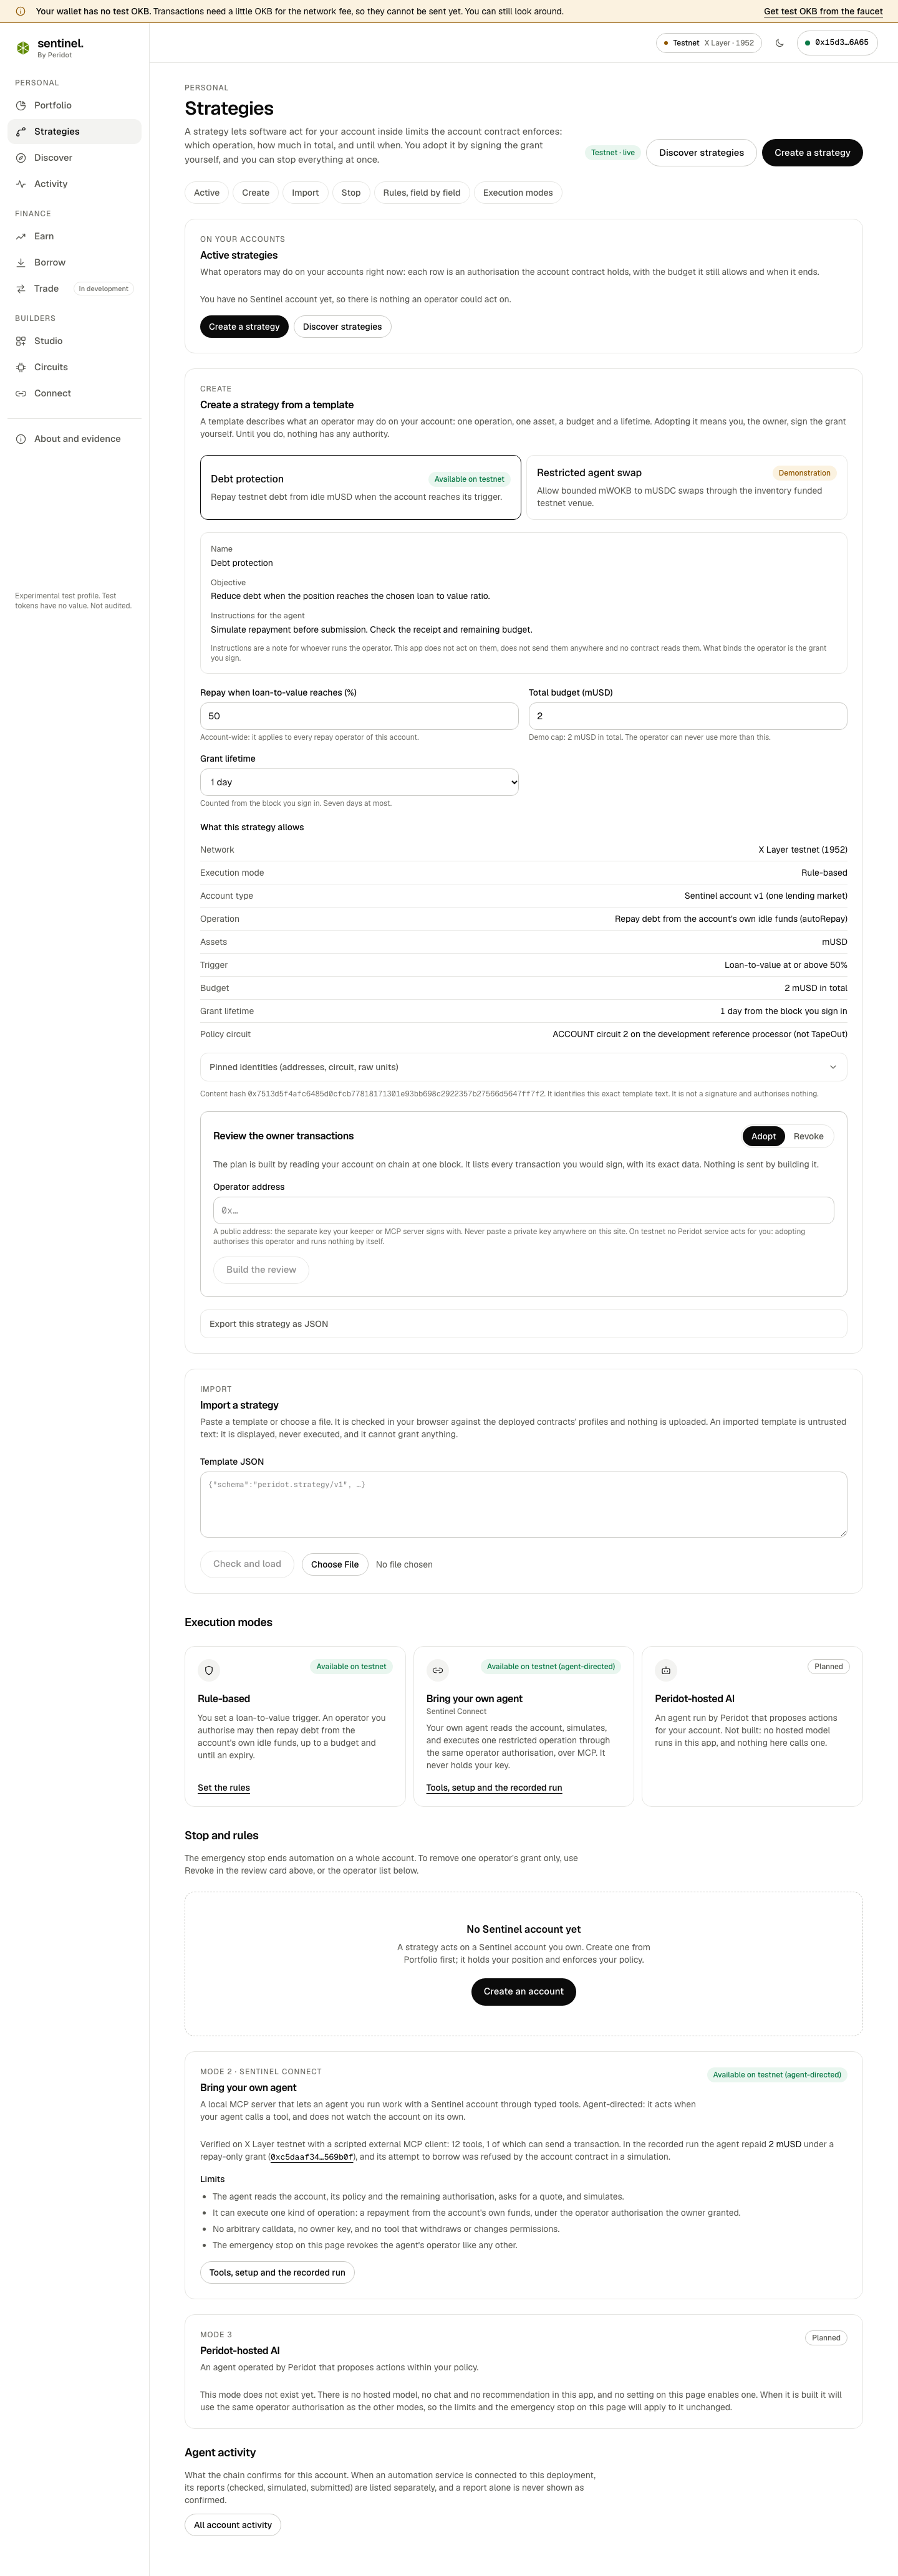 Your wallet has no test OKB. Transactions need a little OKB for the network fee, so they cannot be sent yet. You can still look around.
Get test OKB from the faucet
sentinel.
By Peridot
Testnet X Layer · 1952
0x15d3…6A65
PERSONAL
Portfolio
Strategies
Discover
Activity
FINANCE
Earn
Borrow
Trade
In development
BUILDERS
Studio
Circuits
Connect
About and evidence
Experimental test profile. Test
tokens have no value. Not audited.
PERSONAL
Strategies
A strategy lets software act for your account inside limits the account contract enforces:
which operation, how much in total, and until when. You adopt it by signing the grant
yourself, and you can stop everything at once.
Testnet · live
Discover strategies
Create a strategy
Active
Create
Import
Stop
Rules, field by field
Execution modes
ON YOUR ACCOUNTS
Active strategies
What operators may do on your accounts right now: each row is an authorisation the account contract holds, with the budget it still allows and when it ends.
You have no Sentinel account yet, so there is nothing an operator could act on.
Create a strategy
Discover strategies
CREATE
Create a strategy from a template
A template describes what an operator may do on your account: one operation, one asset, a budget and a lifetime. Adopting it means you, the owner, sign the grant
yourself. Until you do, nothing has any authority.
Debt protection
Available on testnet
Repay testnet debt from idle mUSD when the account reaches its trigger.
Restricted agent swap
Demonstration
Allow bounded mWOKB to mUSDC swaps through the inventory funded
testnet venue.
Name
Debt protection
Objective
Reduce debt when the position reaches the chosen loan to value ratio.
Instructions for the agent
Simulate repayment before submission. Check the receipt and remaining budget.
Instructions are a note for whoever runs the operator. This app does not act on them, does not send them anywhere and no contract reads them. What binds the operator is the grant
you sign.
Repay when loan-to-value reaches (%)
50
Account-wide: it applies to every repay operator of this account.
Total budget (mUSD)
2
Demo cap: 2 mUSD in total. The operator can never use more than this.
Grant lifetime
1 day
Counted from the block you sign in. Seven days at most.
What this strategy allows
Network
X Layer testnet (1952)
Execution mode
Rule-based
Account type
Sentinel account v1 (one lending market)
Operation
Repay debt from the account's own idle funds (autoRepay)
Assets
mUSD
Trigger
Loan-to-value at or above 50%
Budget
2 mUSD in total
Grant lifetime
1 day from the block you sign in
Policy circuit
ACCOUNT circuit 2 on the development reference processor (not TapeOut)
Pinned identities (addresses, circuit, raw units)
Content hash 0x7513d5f4afc6485d0cfcb77818171301e93bb698c2922357b27566d5647ff7f2. It identifies this exact template text. It is not a signature and authorises nothing.
Review the owner transactions
Adopt
Revoke
The plan is built by reading your account on chain at one block. It lists every transaction you would sign, with its exact data. Nothing is sent by building it.
Operator address
0x…
A public address: the separate key your keeper or MCP server signs with. Never paste a private key anywhere on this site. On testnet no Peridot service acts for you: adopting
authorises this operator and runs nothing by itself.
Build the review
Export this strategy as JSON
IMPORT
Import a strategy
Paste a template or choose a file. It is checked in your browser against the deployed contracts' profiles and nothing is uploaded. An imported template is untrusted
text: it is displayed, never executed, and it cannot grant anything.
Template JSON
{"schema":"peridot.strategy/v1", …}
Check and load
Choose File
No file chosen
Execution modes
Available on testnet
Rule-based
You set a loan-to-value trigger. An operator you
authorise may then repay debt from the
account's own idle funds, up to a budget and
until an expiry.
Set the rules
Available on testnet (agent-directed)
Bring your own agent
Sentinel Connect
Your own agent reads the account, simulates,
and executes one restricted operation through
the same operator authorisation, over MCP. It
never holds your key.
Tools, setup and the recorded run
Planned
Peridot-hosted AI
An agent run by Peridot that proposes actions
for your account. Not built: no hosted model
runs in this app, and nothing here calls one.
Stop and rules
The emergency stop ends automation on a whole account. To remove one operator's grant only, use
Revoke in the review card above, or the operator list below.
No Sentinel account yet
A strategy acts on a Sentinel account you own. Create one from
Portfolio first; it holds your position and enforces your policy.
Create an account
MODE 2 · SENTINEL CONNECT
Available on testnet (agent-directed)
Bring your own agent
A local MCP server that lets an agent you run work with a Sentinel account through typed tools. Agent-directed: it acts when
your agent calls a tool, and does not watch the account on its own.
Verified on X Layer testnet with a scripted external MCP client: 12 tools, 1 of which can send a transaction. In the recorded run the agent repaid 2 mUSD under a
repay-only grant (0xc5daaf34…569b0f), and its attempt to borrow was refused by the account contract in a simulation.
Limits
The agent reads the account, its policy and the remaining authorisation, asks for a quote, and simulates.
It can execute one kind of operation: a repayment from the account's own funds, under the operator authorisation the owner granted.
No arbitrary calldata, no owner key, and no tool that withdraws or changes permissions.
The emergency stop on this page revokes the agent's operator like any other.
Tools, setup and the recorded run
MODE 3
Planned
Peridot-hosted AI
An agent operated by Peridot that proposes actions within your policy.
This mode does not exist yet. There is no hosted model, no chat and no recommendation in this app, and no setting on this page enables one. When it is built it will
use the same operator authorisation as the other modes, so the limits and the emergency stop on this page will apply to it unchanged.
Agent activity
What the chain confirms for this account. When an automation service is connected to this deployment,
its reports (checked, simulated, submitted) are listed separately, and a report alone is never shown as
confirmed.
All account activity